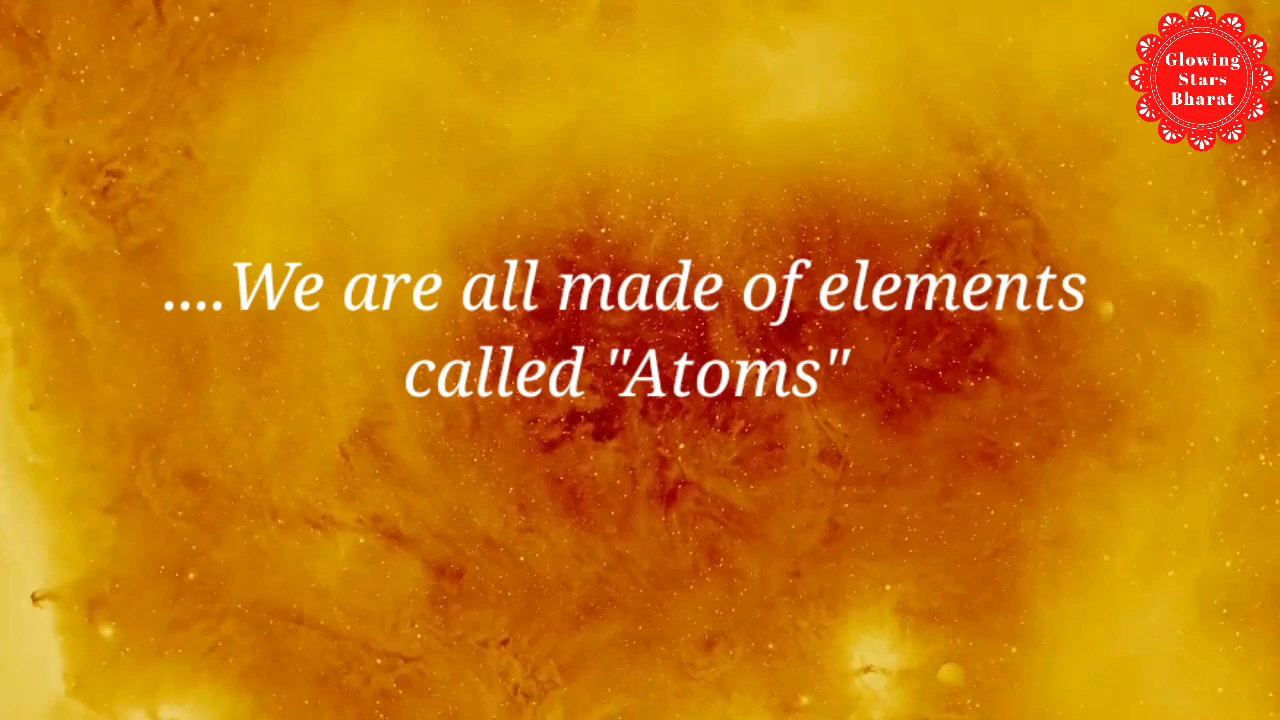 Glowing
Stars
Bharat
....We are all made of elements
called "Atoms"